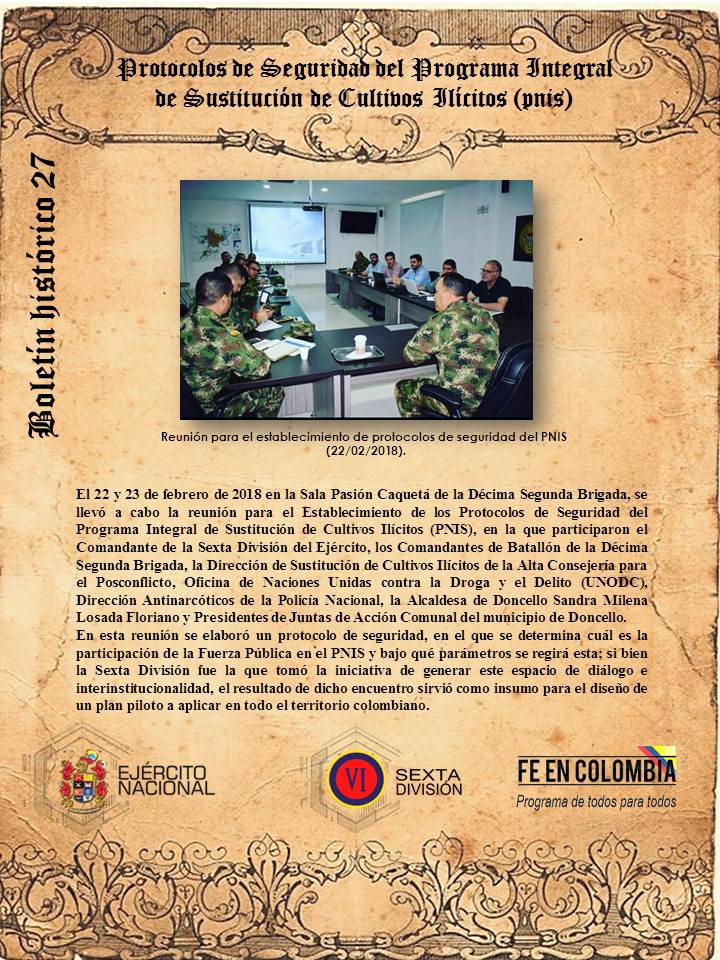 Protocolos de Seguridad del Programa Integral
de Sustitución de Cultivos Ilícitos (pnis)
Boletín histórico 27
Reunión para el establecimiento de protocolos de seguridad del PNIS
(22/02/2018).
El 22 y 23 de febrero de 2018 en la Sala Pasión Caquetá de la Décima Segunda Brigada, se
llevó a cabo la reunión para el Establecimiento de los Protocolos de Seguridad del
Programa Integral de Sustitución de Cultivos Ilícitos (PNIS), en la que participaron el
Comandante de la Sexta División del Ejército, los Comandantes de Batallón de la Décima
Segunda Brigada, la Dirección de Sustitución de Cultivos Ilícitos de la Alta Consejería para
el Posconflicto, Oficina de Naciones Unidas contra la Droga y el Delito (UNODC),
Dirección Antinarcóticos de la Policía Nacional, la Alcaldesa de Doncello Sandra Milena
Losada Floriano y Presidentes de Juntas de Acción Comunal del municipio de Doncello.
En esta reunión se elaboró un protocolo de seguridad, en el que se determina cuál es la
participación de la Fuerza Pública en el PNIS y bajo qué parámetros se regirá esta; si bien
la Sexta División fue la que tomó la iniciativa de generar este espacio de diálogo e
interinstitucionalidad, el resultado de dicho encuentro sirvió como insumo para el diseño de
un plan piloto a aplicar en todo el territorio colombiano.
EJÉRCITO
NACIONAL
VI
SEXTA
DIVISIÓN
FE EN COLOMBIA
Programa de todos para todos